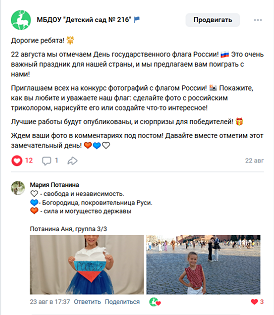 МБДОУ "Детский сад № 216"
Продвигать
Дорогие ребята!
22 августа мы отмечаем День государственного флага России! 🇷🇺 Это очень
важный праздник для нашей страны, и мы предлагаем вам поиграть с
нами!
Приглашаем всех на конкурс фотографий с флагом России! Покажите,
как вы любите и уважаете наш флаг: сделайте фото с российским
триколором, нарисуйте его или создайте что-то интересное!
Лучшие работы будут опубликованы, и сюрпризы для победителей! 🎁
Ждем ваши фото в комментариях под постом! Давайте вместе отметим этот
замечательный день! ❤️💙🤍
12 1
22 авг
Мария Потанина
🤍 - свобода и независимость.
💙- Богородица, покровительница Руси.
❤️ - сила и могущество державы
Потанина Аня, группа 3/3
23 авг в 17:37 Ответить Поделиться 3